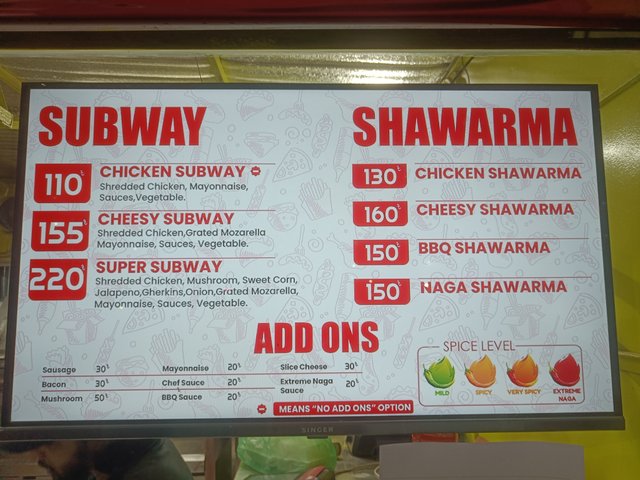 SUBWAY
110৳ CHICKEN SUBWAY
Shredded Chicken, Mayonnaise,
Sauces,Vegetable.
155৳ CHEESY SUBWAY
Shredded Chicken,Grated Mozarella
Mayonnaise, Sauces, Vegetable.
220৳ SUPER SUBWAY
Shredded Chicken, Mushroom, Sweet Corn,
Jalapeno,Gherkins,Onion,Grated Mozarella,
Mayonnaise, Sauces, Vegetable.
SHAWARMA
130৳ CHICKEN SHAWARMA
160৳ CHEESY SHAWARMA
150৳ BBQ SHAWARMA
150৳ NAGA SHAWARMA
ADD ONS
Sausage 30৳
Bacon 30৳
Mushroom 50৳
Mayonnaise 20৳
Chef Sauce 20৳
BBQ Sauce 20৳
Slice Cheese 30৳
Extreme Naga
Sauce 20৳
MEANS "NO ADD ONS" OPTION
SPICE LEVEL
MILD
SPICY
VERY SPICY
EXTREME
NAGA
SINGER